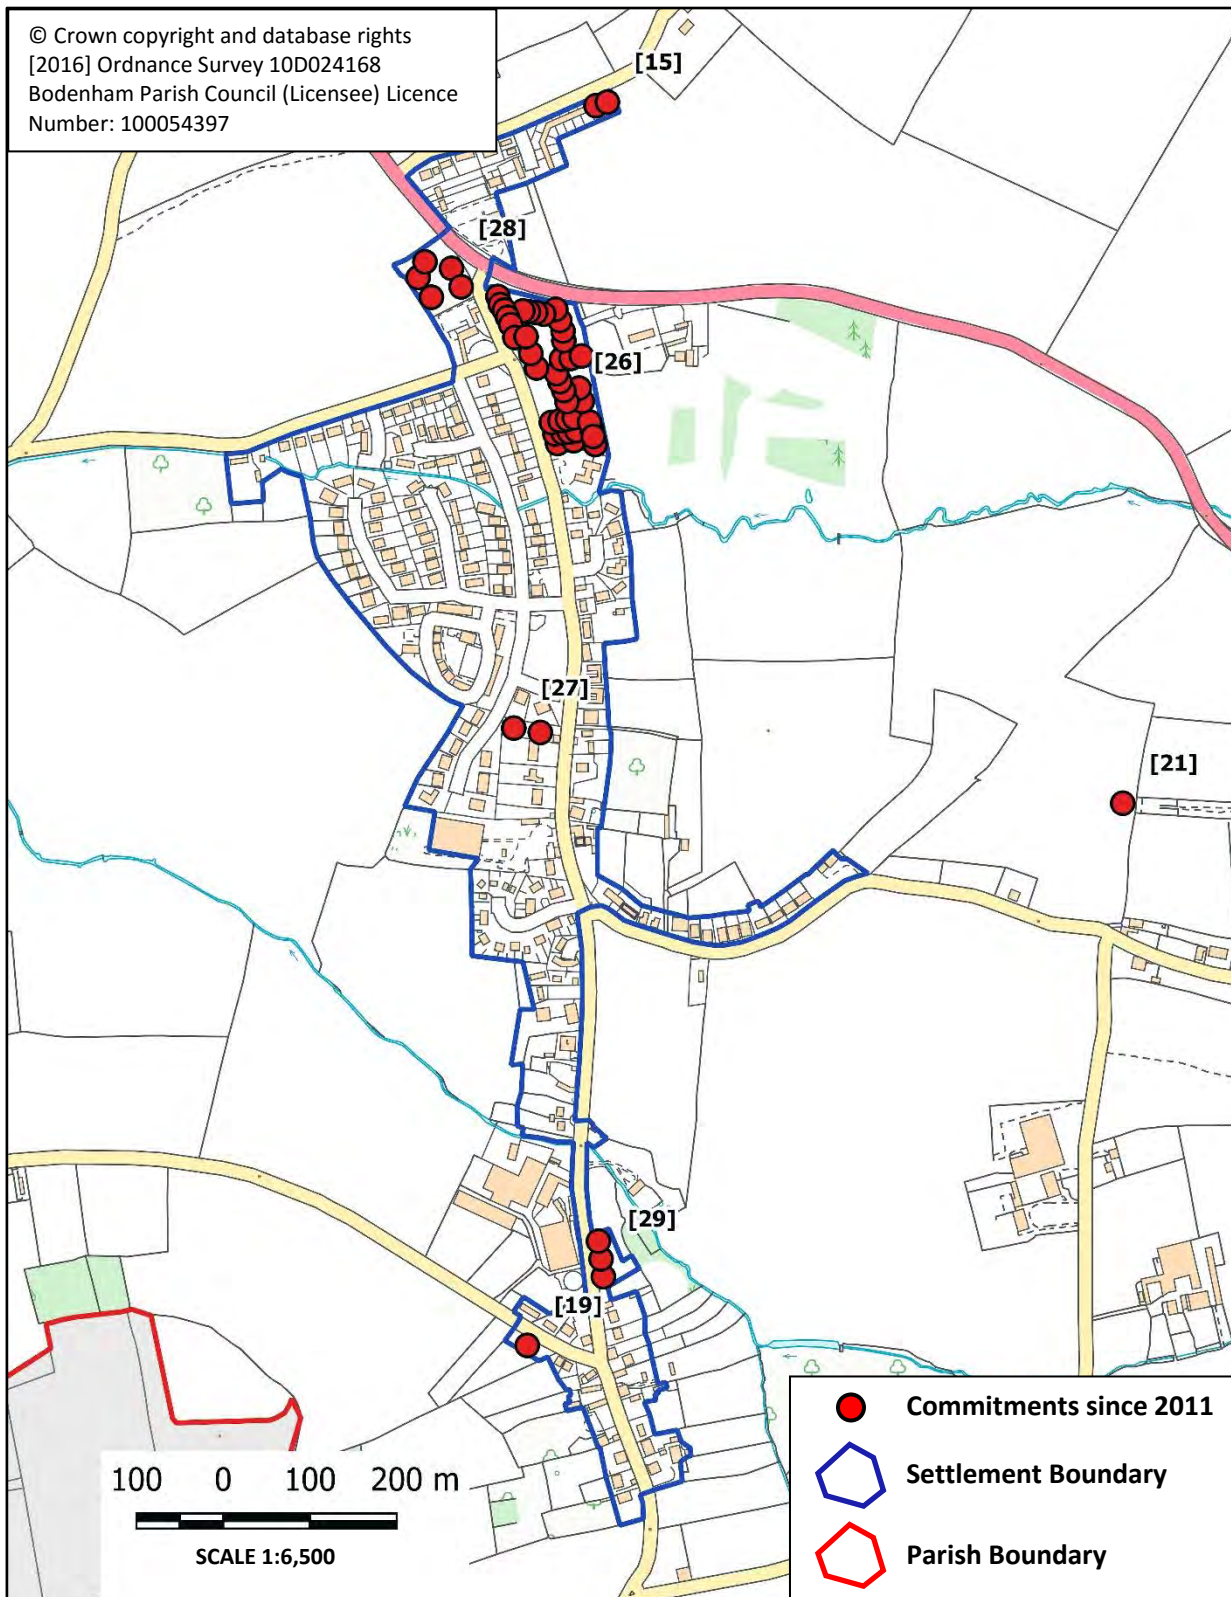 © Crown copyright and database rights
[2016] Ordnance Survey 10D024168
Bodenham Parish Council (Licensee) Licence
Number: 100054397
[15]
[28]
[26]
[27]
[21]
[29]
[19]
100 0 100 200 m
SCALE 1:6,500
Commitments since 2011
Settlement Boundary
Parish Boundary